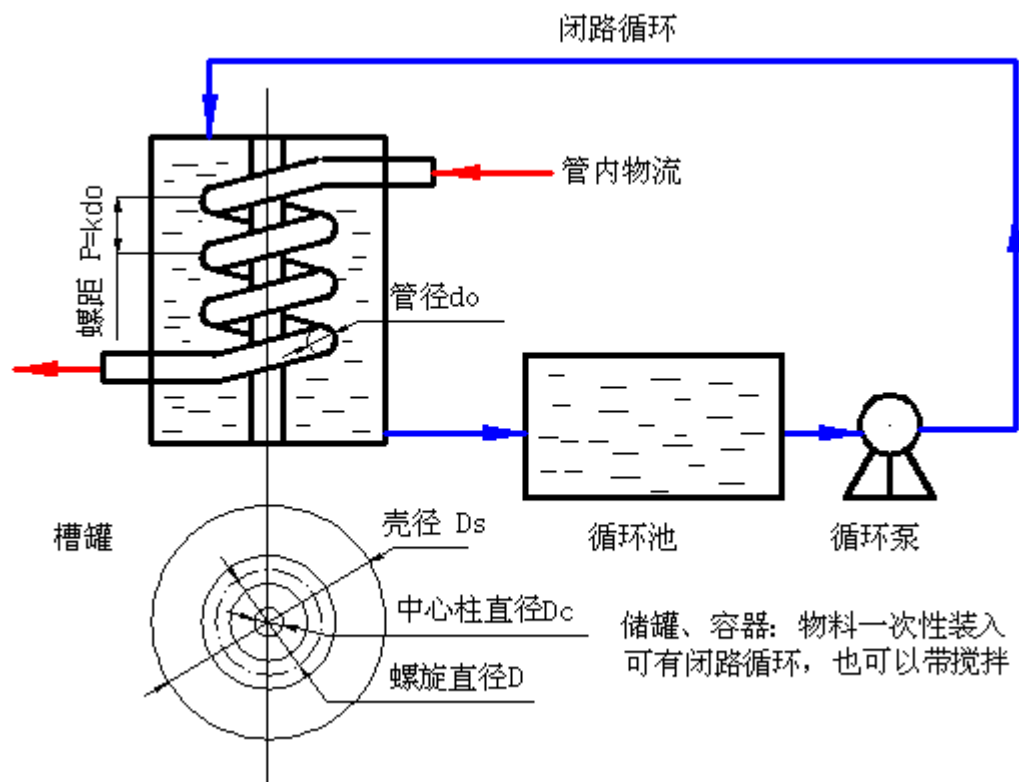 闭路循环
管内物流
螺距 P=kdo
管径do
槽罐
壳径 Ds
循环池
循环泵
中心柱直径Dc
螺旋直径D
储罐、容器：物料一次性装入
可有闭路循环，也可以带搅拌